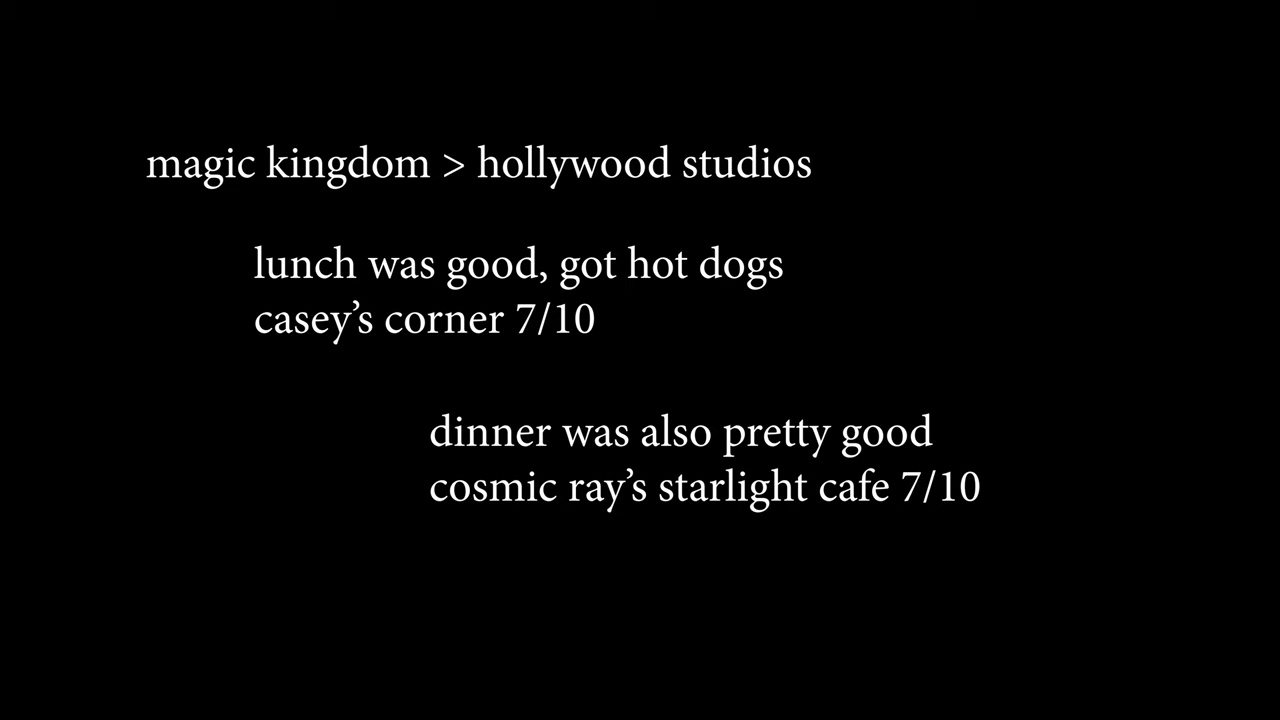 magic kingdom > hollywood studios
lunch was good, got hot dogs
casey’s corner 7/10
dinner was also pretty good
cosmic ray’s starlight cafe 7/10